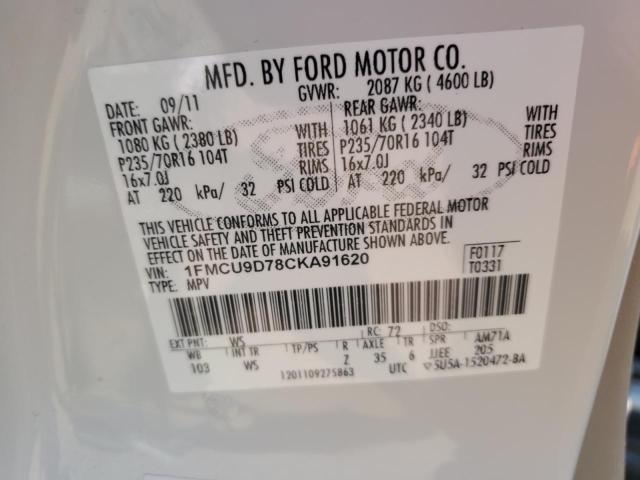 MFD. BY FORD MOTOR CO.
DATE: 09/11 GVWR: 2087 KG ( 4600 LB)
FRONT GAWR: REAR GAWR:
1080 KG ( 2380 LB) WITH 1061 KG ( 2340 LB) WITH
P235/70R16 104T TIRES P235/70R16 104T TIRES
16x7.0J RIMS 16x7.0J RIMS
AT 220 kPa/ 32 PSI COLD AT 220 kPa/ 32 PSI COLD
THIS VEHICLE CONFORMS TO ALL APPLICABLE FEDERAL MOTOR
VEHICLE SAFETY AND THEFT PREVENTION STANDARDS IN
EFFECT ON THE DATE OF MANUFACTURE SHOWN ABOVE.
VIN: 1FMCU9D78CKA91620 F0117
TYPE: MPV T0331
EXT PNT: WS RC: 72 DSO:
WB INT TR TP/PS R AXLE TR SPR AM71A
103 WS 2 35 6 JJEE 205
1201109275863 UTC 5U5A-1520472-BA